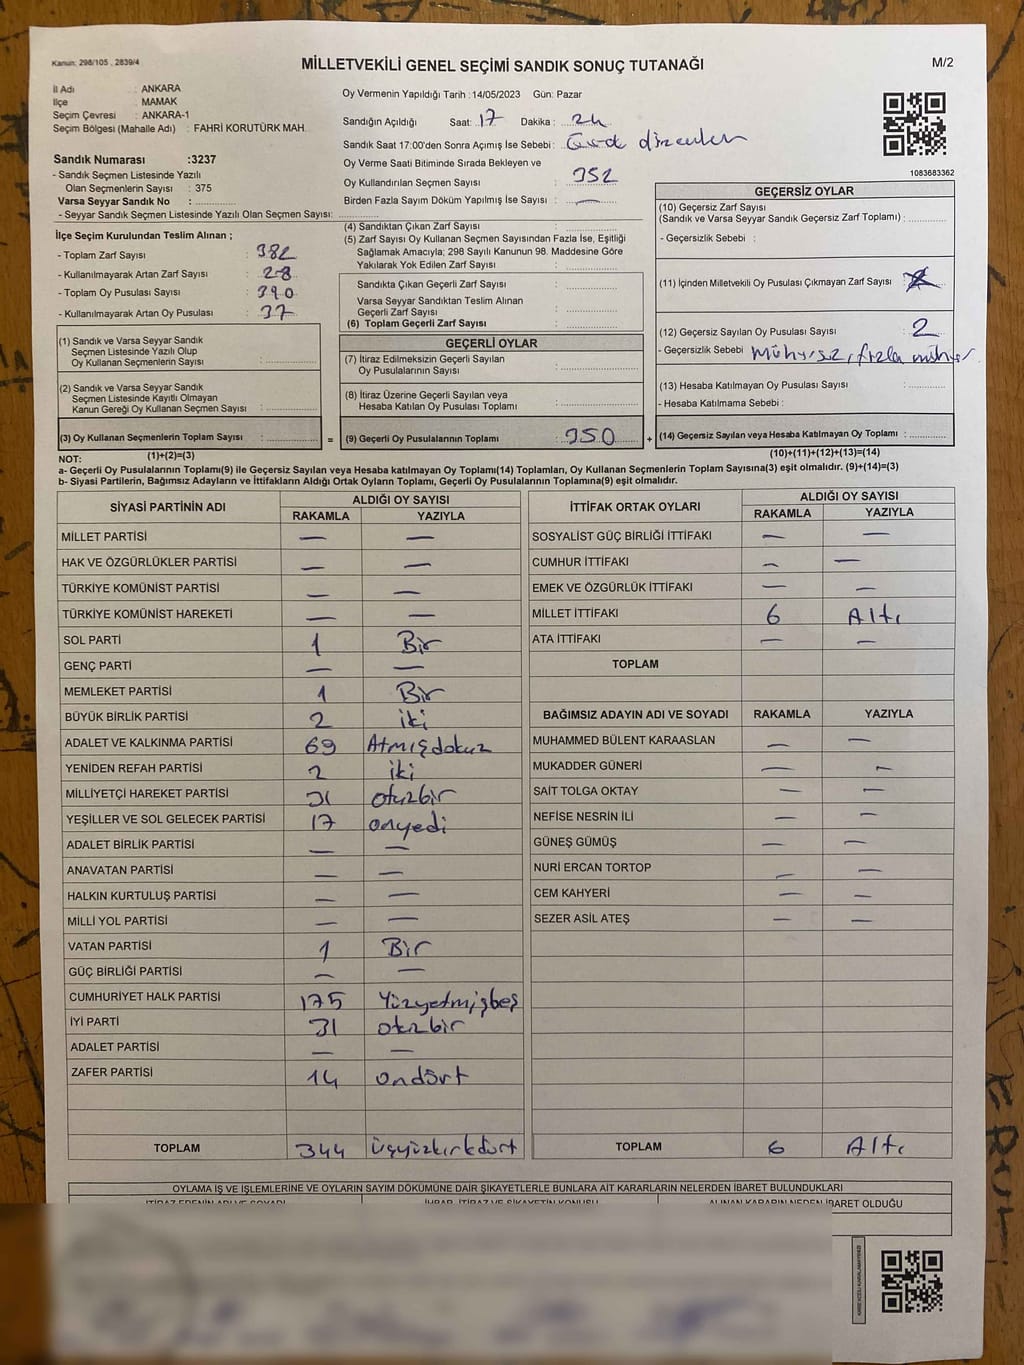 Kanun: 298/105 , 2839/4
MİLLETVEKİLİ GENEL SEÇİMİ SANDIK SONUÇ TUTANAĞI
M/2
İl Adı : ANKARA
İlçe : MAMAK
Seçim Çevresi : ANKARA-1
Seçim Bölgesi (Mahalle Adı) : FAHRİ KORUTÜRK MAH.
Sandık Numarası :3237
- Sandık Seçmen Listesinde Yazılı
Olan Seçmenlerin Sayısı : 375
Varsa Seyyar Sandık No :
- Seyyar Sandık Seçmen Listesinde Yazılı Olan Seçmen Sayısı:
Oy Vermenin Yapıldığı Tarih : 14/05/2023 Gün: Pazar
Sandığın Açıldığı Saat: 17 Dakika :
Sandık Saat 17:00'den Sonra Açımış İse Sebebi :
Oy Verme Saati Bitiminde Sırada Bekleyen ve
Oy Kullandırılan Seçmen Sayısı : 352
Birden Fazla Sayım Döküm Yapılmış İse Sayısı : —
1083683362
İlçe Seçim Kurulundan Teslim Alınan ;
- Toplam Zarf Sayısı : 382
- Kullanılmayarak Artan Zarf Sayısı : 28
- Toplam Oy Pusulası Sayısı : 390
- Kullanılmayarak Artan Oy Pusulası : 37
(4) Sandıktan Çıkan Zarf Sayısı :
(5) Zarf Sayısı Oy Kullanan Seçmen Sayısından Fazla İse, Eşitliği
Sağlamak Amacıyla; 298 Sayılı Kanunun 98. Maddesine Göre
Yakılarak Yok Edilen Zarf Sayısı :
Sandıkta Çıkan Geçerli Zarf Sayısı :
Varsa Seyyar Sandıktan Teslim Alınan
Geçerli Zarf Sayısı :
(6) Toplam Geçerli Zarf Sayısı :
GEÇERSİZ OYLAR
(10) Geçersiz Zarf Sayısı
(Sandık ve Varsa Seyyar Sandık Geçersiz Zarf Toplamı) :
- Geçersizlik Sebebi :
(11) İçinden Milletvekili Oy Pusulası Çıkmayan Zarf Sayısı :
(12) Geçersiz Sayılan Oy Pusulası Sayısı : 2
- Geçersizlik Sebebi : Mühürsüz, fazla mühür
(13) Hesaba Katılmayan Oy Pusulası Sayısı :
- Hesaba Katılmama Sebebi :
(14) Geçersiz Sayılan veya Hesaba Katılmayan Oy Toplamı :
(10)+(11)+(12)+(13)=(14)
(1) Sandık ve Varsa Seyyar Sandık
Seçmen Listesinde Yazılı Olup
Oy Kullanan Seçmenlerin Sayısı :
(2) Sandık ve Varsa Seyyar Sandık
Seçmen Listesinde Kayıtlı Olmayan
Kanun Gereği Oy Kullanan Seçmen Sayısı :
(3) Oy Kullanan Seçmenlerin Toplam Sayısı : =
(1)+(2)=(3)
GEÇERLİ OYLAR
(7) İtiraz Edilmeksizin Geçerli Sayılan
Oy Pusulalarının Sayısı :
(8) İtiraz Üzerine Geçerli Sayılan veya
Hesaba Katılan Oy Pusulası Toplamı :
(9) Geçerli Oy Pusulalarının Toplamı : 350 +
NOT:
a- Geçerli Oy Pusulalarının Toplamı(9) ile Geçersiz Sayılan veya Hesaba katılmayan Oy Toplamı(14) Toplamları, Oy Kullanan Seçmenlerin Toplam Sayısına(3) eşit olmalıdır. (9)+(14)=(3)
b- Siyasi Partilerin, Bağımsız Adayların ve İttifakların Aldığı Ortak Oyların Toplamı, Geçerli Oy Pusulalarının Toplamına(9) eşit olmalıdır.
SİYASİ PARTİNİN ADI ALDIĞI OY SAYISI
RAKAMLA YAZIYLA
MİLLET PARTİSİ — —
HAK VE ÖZGÜRLÜKLER PARTİSİ — —
TÜRKİYE KOMÜNİST PARTİSİ — —
TÜRKİYE KOMÜNİST HAREKETİ — —
SOL PARTİ 1 Bir
GENÇ PARTİ — —
MEMLEKET PARTİSİ 1 Bir
BÜYÜK BİRLİK PARTİSİ 2 iki
ADALET VE KALKINMA PARTİSİ 69 Atmışdokuz
YENİDEN REFAH PARTİSİ 2 iki
MİLLİYETÇİ HAREKET PARTİSİ 31 otuzbir
YEŞİLLER VE SOL GELECEK PARTİSİ 17 onyedi
ADALET BİRLİK PARTİSİ — —
ANAVATAN PARTİSİ — —
HALKIN KURTULUŞ PARTİSİ — —
MİLLİ YOL PARTİSİ — —
VATAN PARTİSİ 1 Bir
GÜÇ BİRLİĞİ PARTİSİ — —
CUMHURİYET HALK PARTİSİ 175 Yüzyetmişbeş
İYİ PARTİ 31 otuzbir
ADALET PARTİSİ — —
ZAFER PARTİSİ 14 ondört
TOPLAM 344 üçyüzkırkdört
İTTİFAK ORTAK OYLARI ALDIĞI OY SAYISI
RAKAMLA YAZIYLA
SOSYALİST GÜÇ BİRLİĞİ İTTİFAKI — —
CUMHUR İTTİFAKI — —
EMEK VE ÖZGÜRLÜK İTTİFAKI — —
MİLLET İTTİFAKI 6 Altı
ATA İTTİFAKI — —
TOPLAM
BAĞIMSIZ ADAYIN ADI VE SOYADI RAKAMLA YAZIYLA
MUHAMMED BÜLENT KARAASLAN — —
MUKADDER GÜNERİ — —
SAİT TOLGA OKTAY — —
NEFİSE NESRİN İLİ — —
GÜNEŞ GÜMÜŞ — —
NURİ ERCAN TORTOP — —
CEM KAHYERİ — —
SEZER ASİL ATEŞ — —
TOPLAM 6 Altı
OYLAMA İŞ VE İŞLEMLERİNE VE OYLARIN SAYIM DÖKÜMÜNE DAİR ŞİKAYETLERLE BUNLARA AİT KARARLARIN NELERDEN İBARET BULUNDUKLARI
İTİRAZ EDENİN ADI VE SOYADI İHBAR, İTİRAZ VE ŞİKAYETİN KONUSU ALINAN KARARIN NEDEN İBARET OLDUĞU